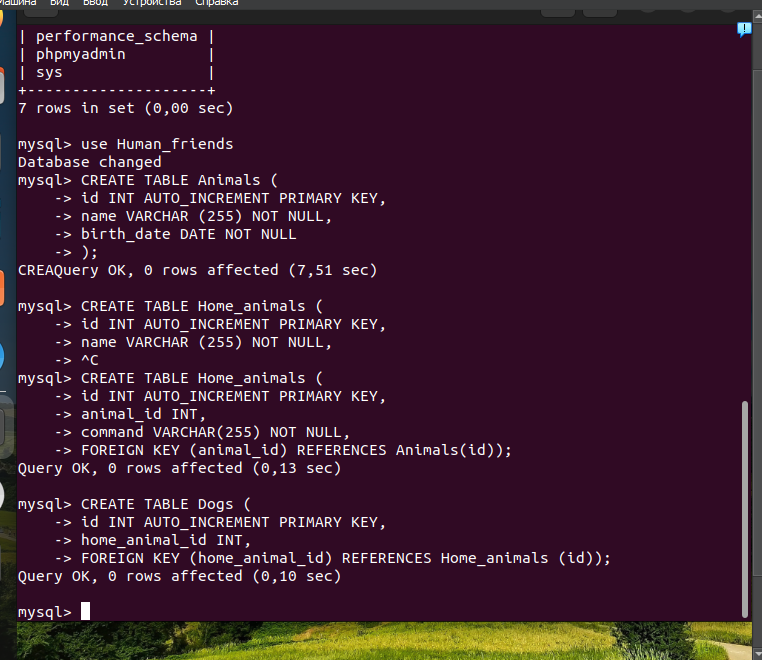 Машина Вид Ввод Устройства Справка
| performance_schema |
| phpmyadmin         |
| sys                |
+--------------------+
7 rows in set (0,00 sec)
mysql> use Human_friends
Database changed
mysql> CREATE TABLE Animals (
    -> id INT AUTO_INCREMENT PRIMARY KEY,
    -> name VARCHAR (255) NOT NULL,
    -> birth_date DATE NOT NULL
    -> );
CREAQuery OK, 0 rows affected (7,51 sec)
mysql> CREATE TABLE Home_animals (
    -> id INT AUTO_INCREMENT PRIMARY KEY,
    -> name VARCHAR (255) NOT NULL,
    -> ^C
mysql> CREATE TABLE Home_animals (
    -> id INT AUTO_INCREMENT PRIMARY KEY,
    -> animal_id INT,
    -> command VARCHAR(255) NOT NULL,
    -> FOREIGN KEY (animal_id) REFERENCES Animals(id));
Query OK, 0 rows affected (0,13 sec)
mysql> CREATE TABLE Dogs (
    -> id INT AUTO_INCREMENT PRIMARY KEY,
    -> home_animal_id INT,
    -> FOREIGN KEY (home_animal_id) REFERENCES Home_animals (id));
Query OK, 0 rows affected (0,10 sec)
mysql>